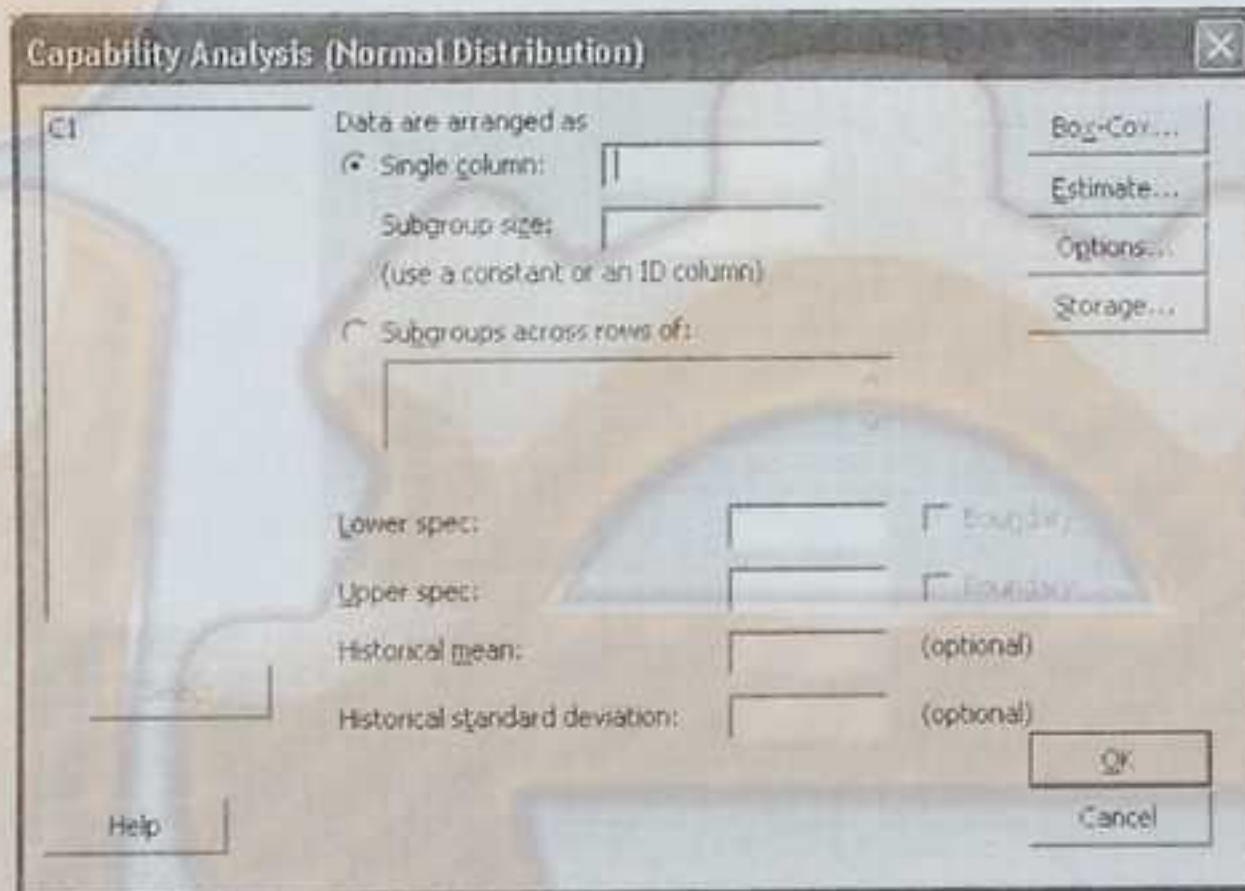 Capability Analysis (Normal Distribution)
C1
Data are arranged as
Single column:
Subgroup size:
(use a constant or an ID column)
Subgroups across rows of:
Lower spec:
Boundary
Upper spec:
Boundary
Historical mean:
(optional)
Historical standard deviation:
(optional)
Box-Cox...
Estimate...
Options...
Storage...
Help
OK
Cancel